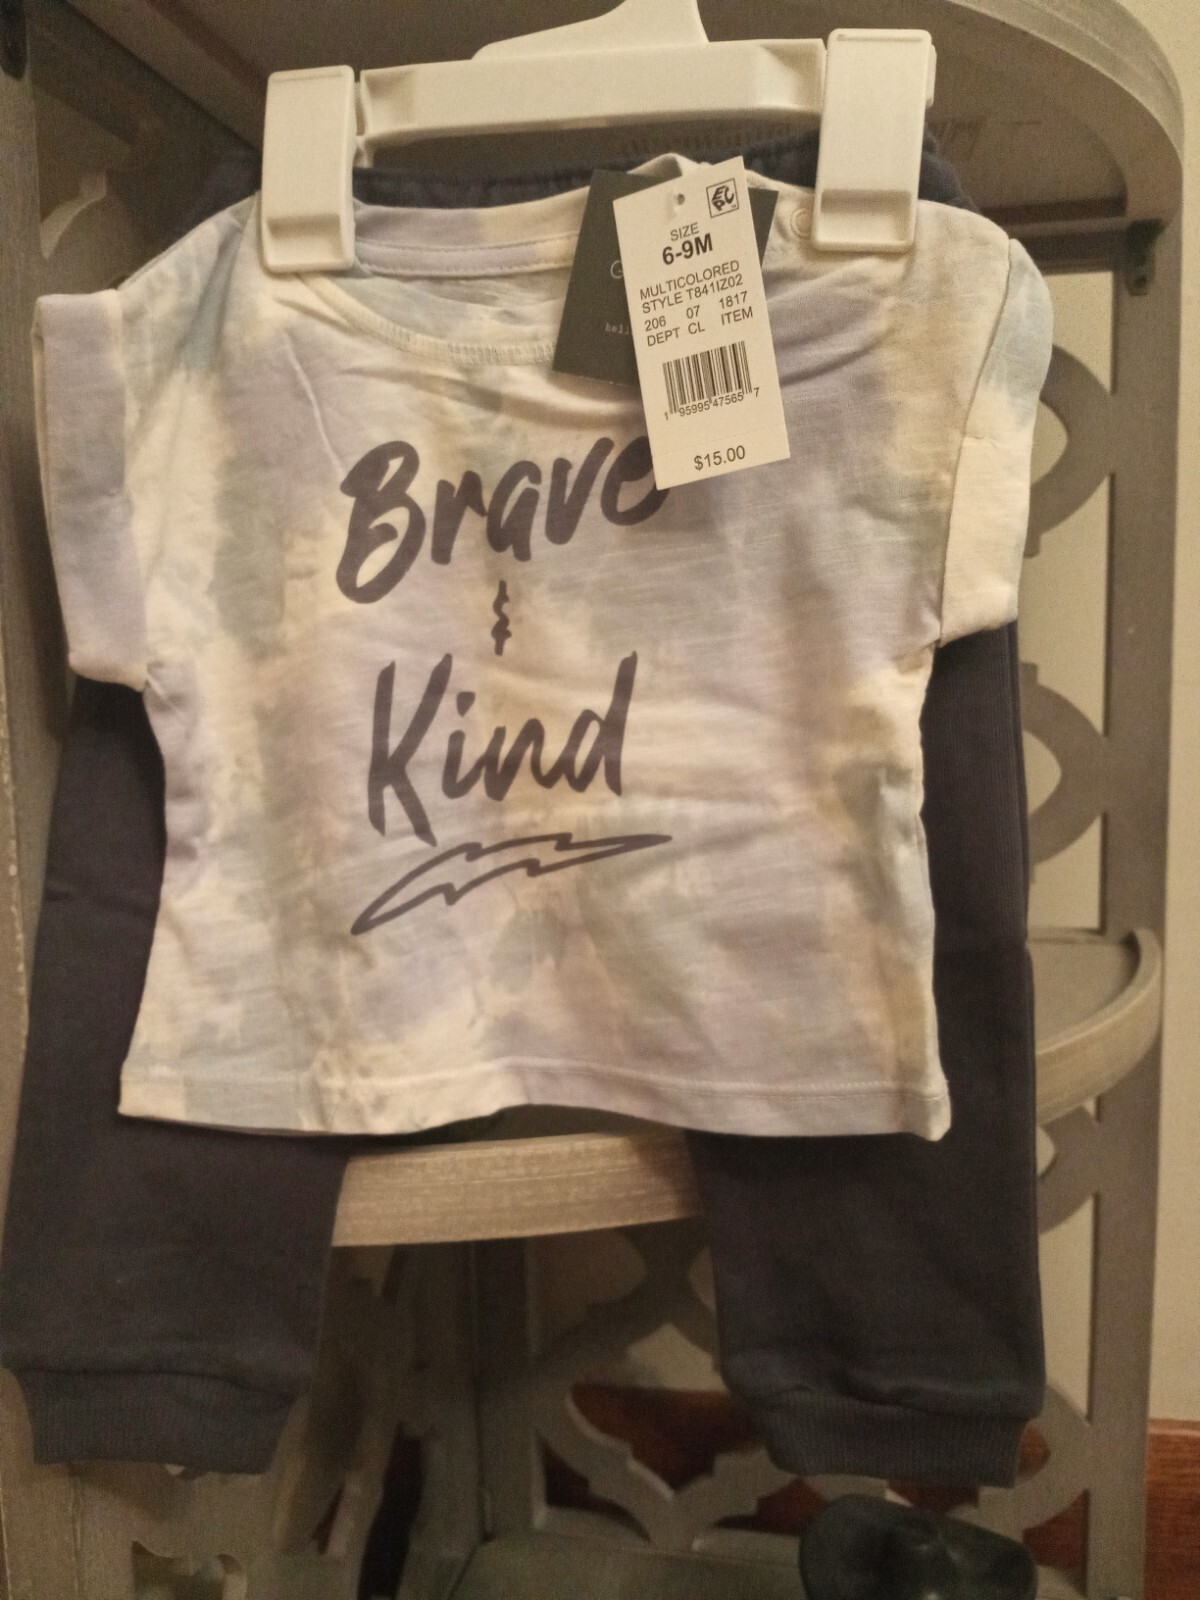 SIZE
6-9M
MULTICOLORED
STYLE T841IZ02
206 07 1817
DEPT CL ITEM
1 95995 47565 7
$15.00
Brave
&
Kind